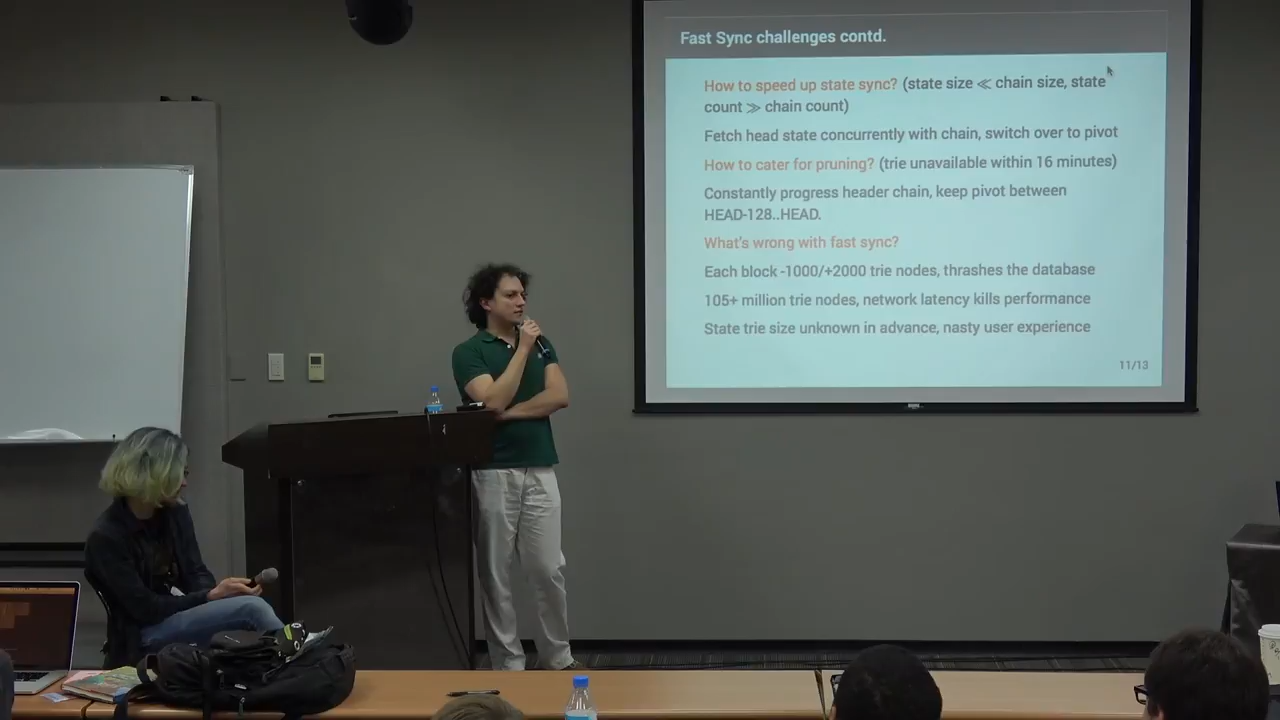 Fast Sync challenges contd.
How to speed up state sync? (state size ≪ chain size, state
count ≫ chain count)
Fetch head state concurrently with chain, switch over to pivot
How to cater for pruning? (trie unavailable within 16 minutes)
Constantly progress header chain, keep pivot between
HEAD-128..HEAD.
What's wrong with fast sync?
Each block -1000/+2000 trie nodes, thrashes the database
105+ million trie nodes, network latency kills performance
State trie size unknown in advance, nasty user experience
11/13